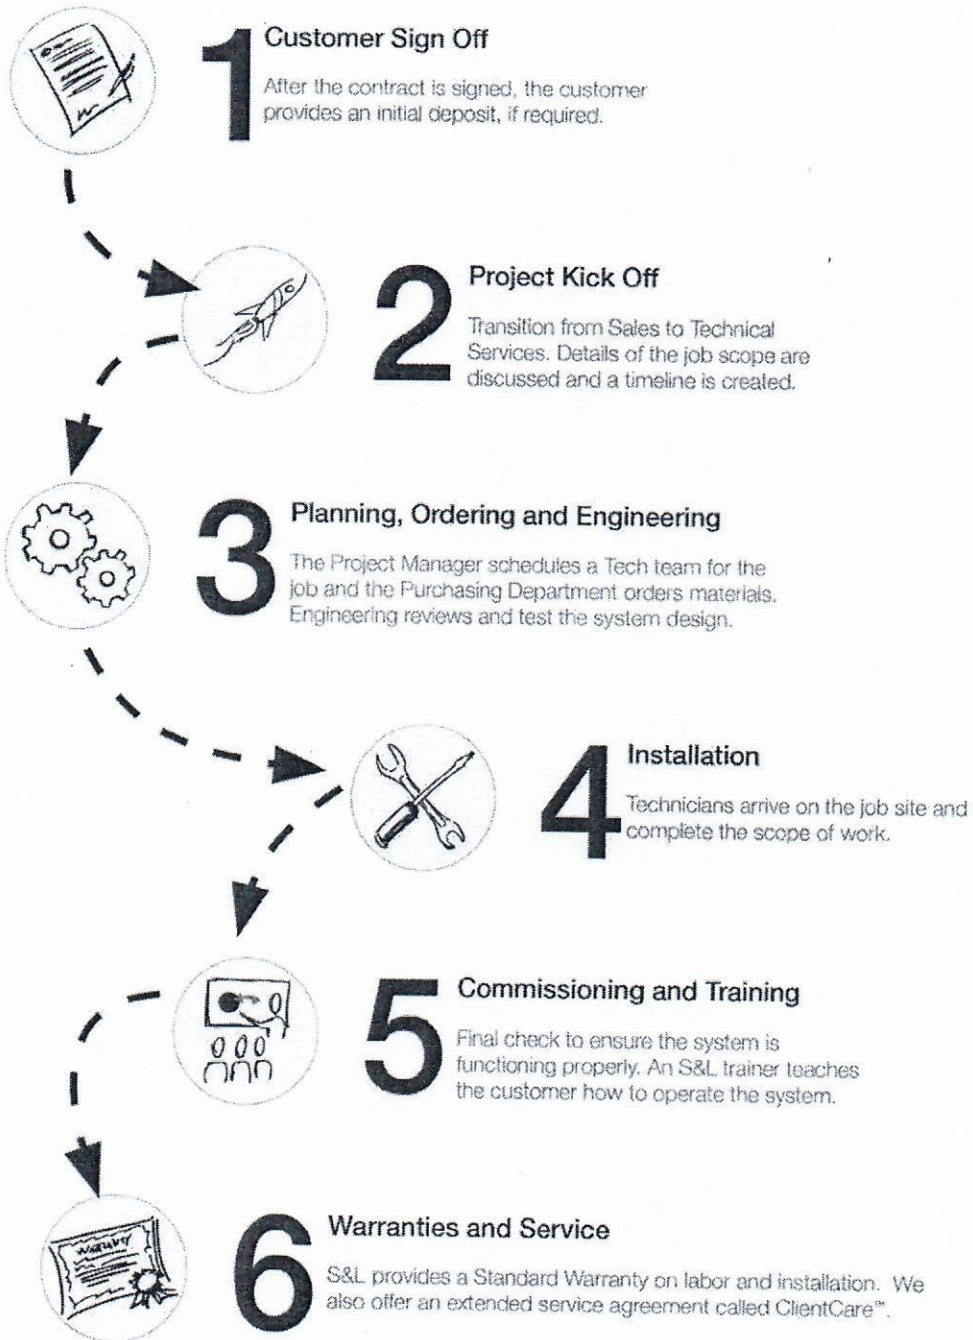 1
Customer Sign Off
After the contract is signed, the customer
provides an initial deposit, if required.
2
Project Kick Off
Transition from Sales to Technical
Services. Details of the job scope are
discussed and a timeline is created.
3
Planning, Ordering and Engineering
The Project Manager schedules a Tech team for the
job and the Purchasing Department orders materials.
Engineering reviews and test the system design.
4
Installation
Technicians arrive on the job site and
complete the scope of work.
5
Commissioning and Training
Final check to ensure the system is
functioning properly. An S&L trainer teaches
the customer how to operate the system.
WARRANTY
6
Warranties and Service
S&L provides a Standard Warranty on labor and installation. We
also offer an extended service agreement called ClientCare™.